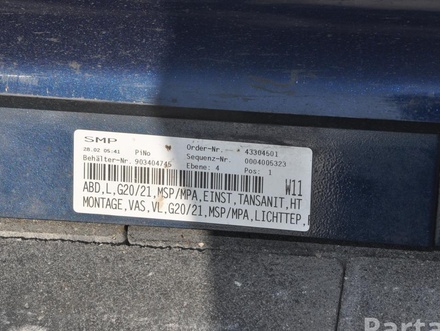 SMP
28.02 05:41 PiNo Order-Nr. * 43304601
Behälter-Nr. 903404745 Sequenz-Nr. 0004005323
Ebene: 4 Pos: 1
W11
ABD,L,G20/21,MSP/MPA,EINST,TANSANIT,HT
MONTAGE,VAS,VL,G20/21,MSP/MPA,LICHTTEP,
Parta